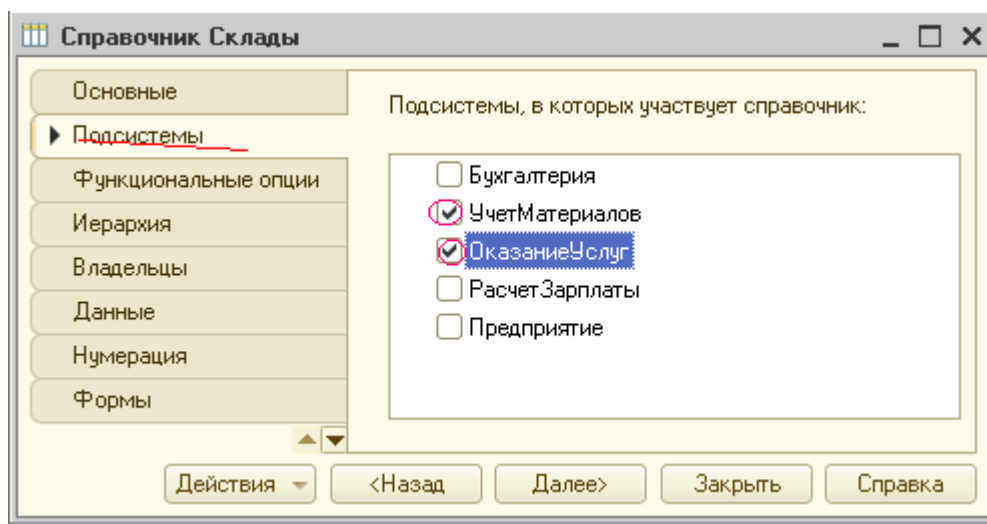 Справочник Склады
Основные
Подсистемы
Функциональные опции
Иерархия
Владельцы
Данные
Нумерация
Формы
Подсистемы, в которых участвует справочник:
Бухгалтерия
УчетМатериалов
ОказаниеУслуг
РасчетЗарплаты
Предприятие
Действия
<Назад
Далее>
Закрыть
Справка